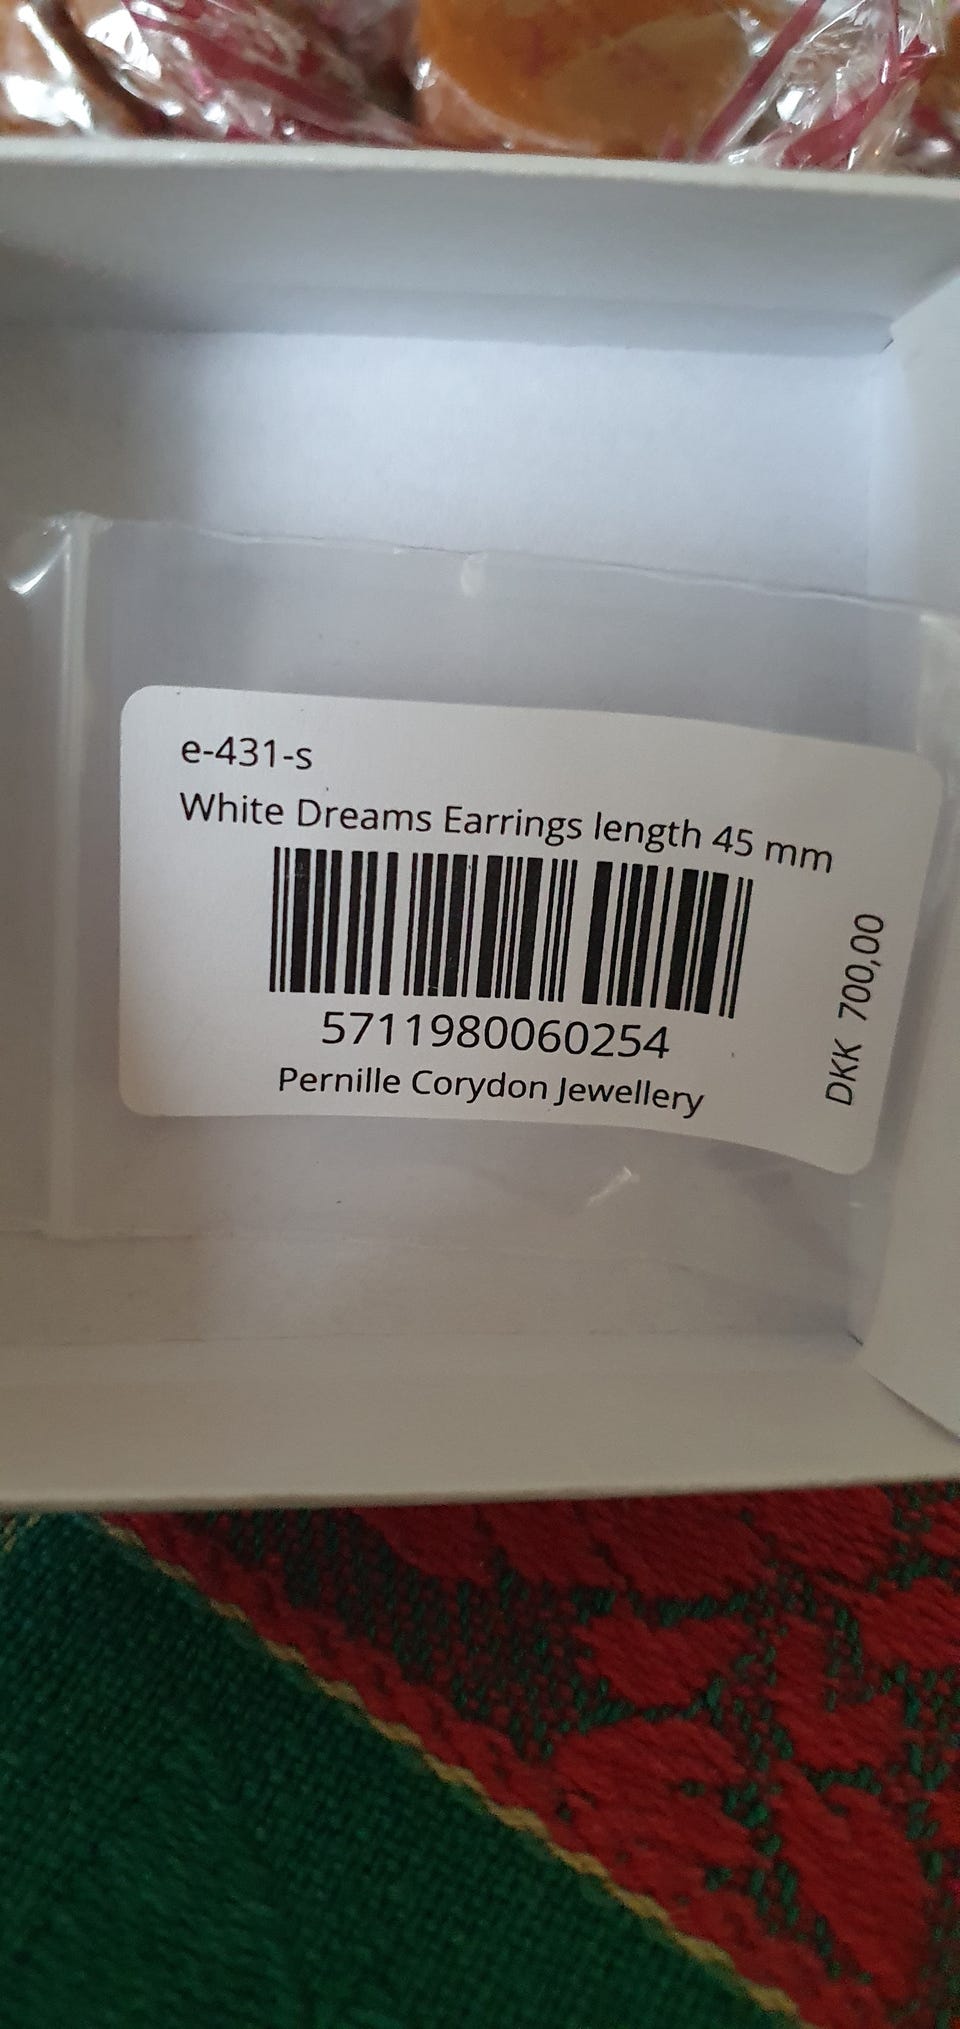 e-431-s
White Dreams Earrings length 45 mm
5711980060254
Pernille Corydon Jewellery
DKK 700,00